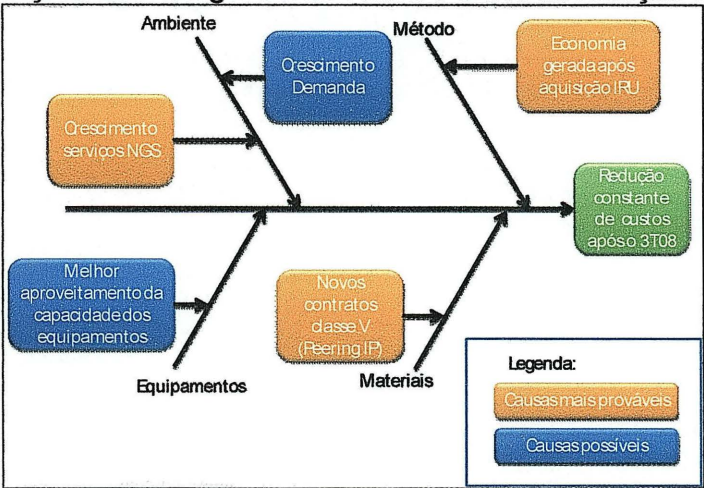 Ambiente
Método
Crescimento
Demanda
Economia
gerada após
aquisição IRU
Crescimento
serviços NGS
Redução
constante
de custos
após o 3T08
Melhor
aproveitamento da
capacidade dos
equipamentos
Novos
contratos
classe V
(Peering IP)
Equipamentos
Materiais
Legenda:
Causas mais prováveis
Causas possíveis